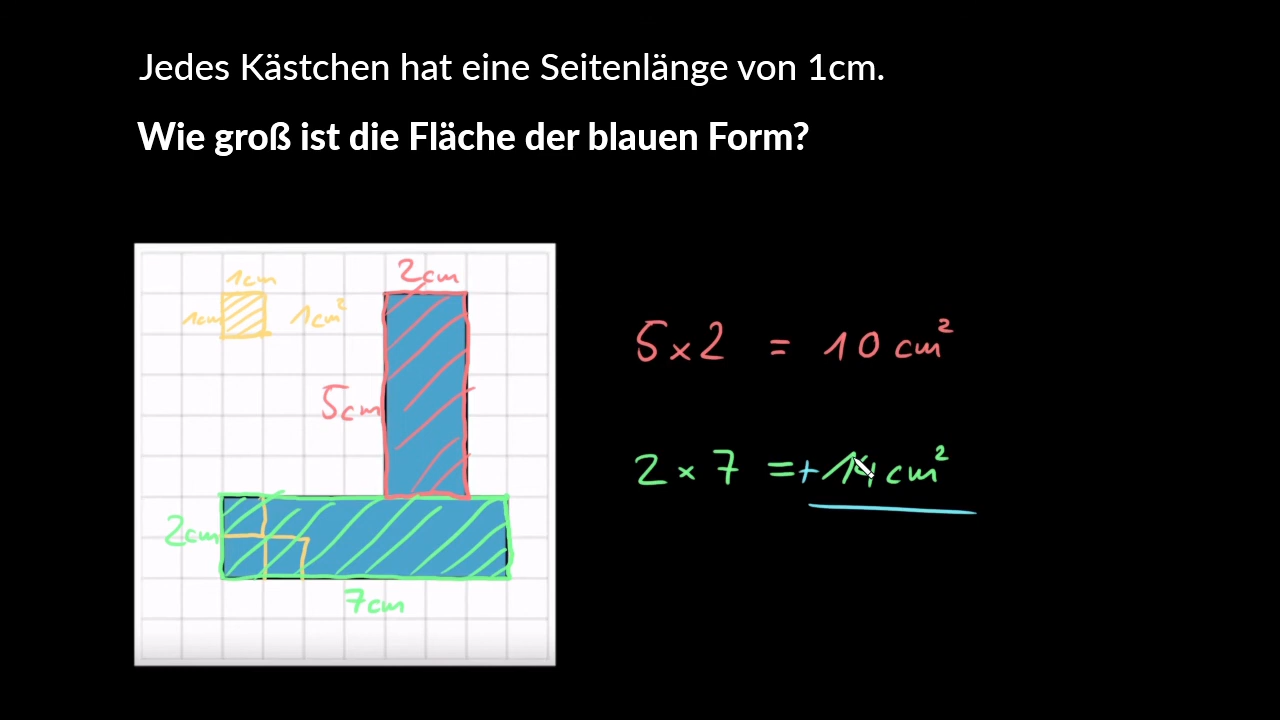 Jedes Kästchen hat eine Seitenlänge von 1cm.
Wie groß ist die Fläche der blauen Form?
1cm
2cm
1cm
1cm²
5cm
2cm
7cm
5 x 2 = 10 cm²
2 x 7 = + 14 cm²